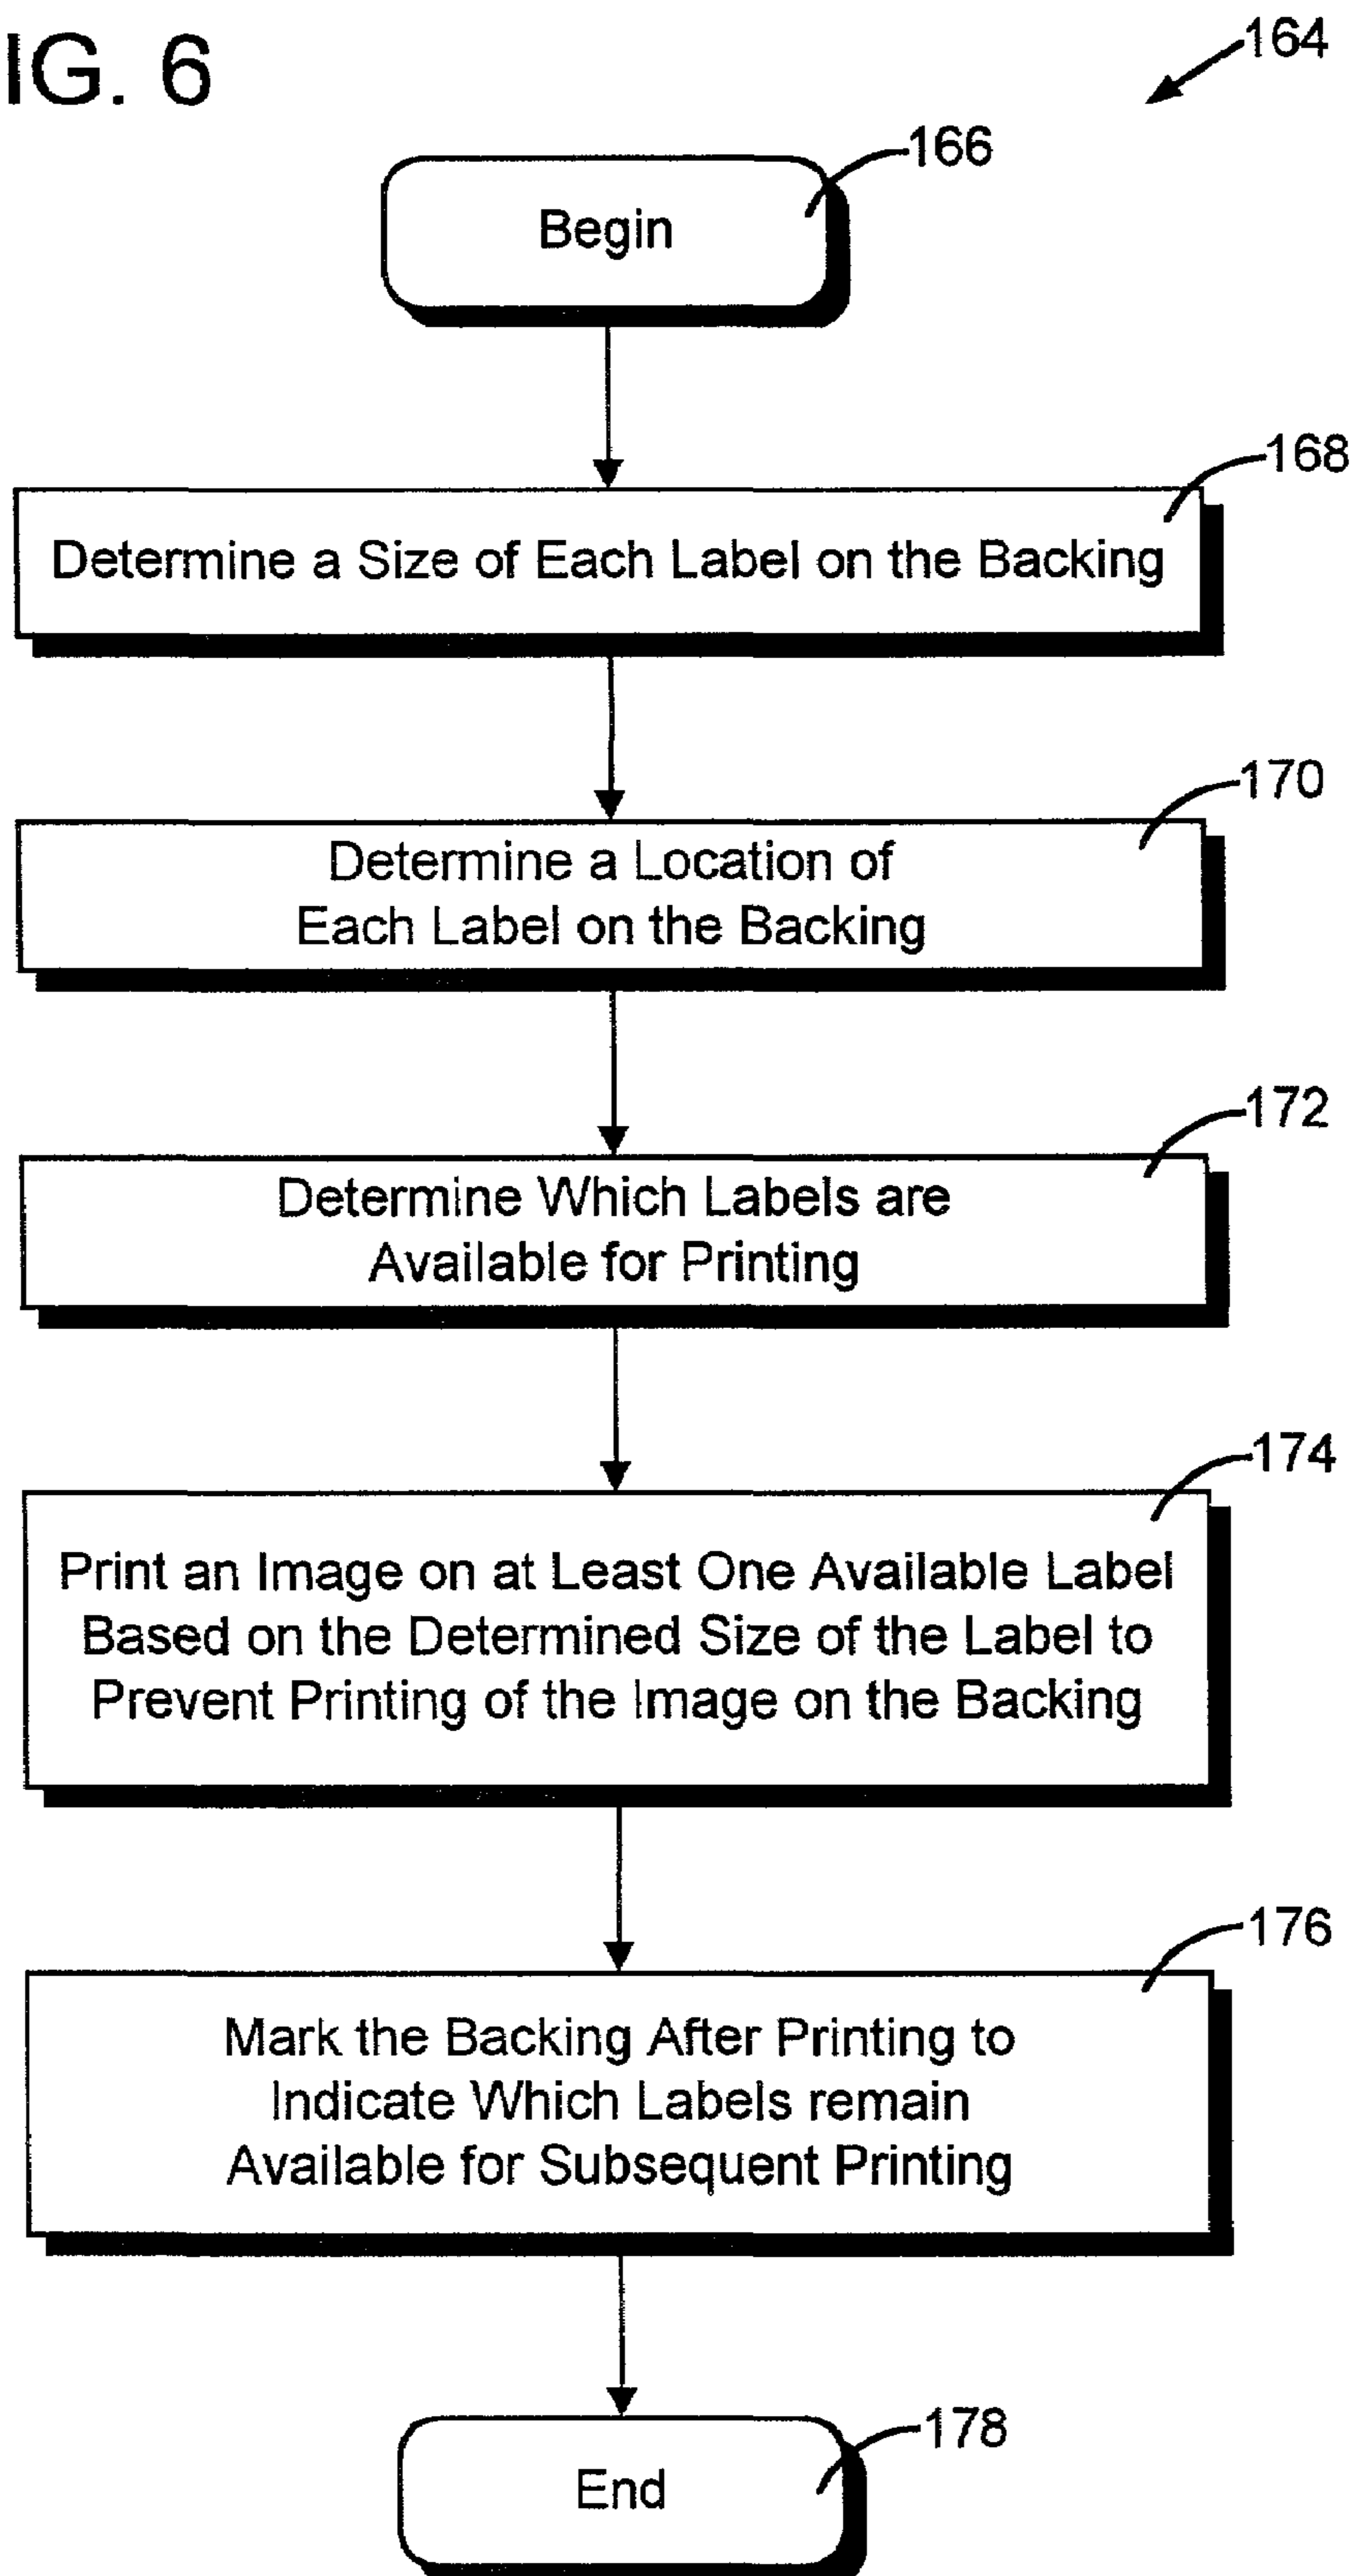 IG. 6
164
166
Begin
168
Determine a Size of Each Label on the Backing
170
Determine a Location of
Each Label on the Backing
172
Determine Which Labels are
Available for Printing
174
Print an Image on at Least One Available Label
Based on the Determined Size of the Label to
Prevent Printing of the Image on the Backing
176
Mark the Backing After Printing to
Indicate Which Labels remain
Available for Subsequent Printing
178
End